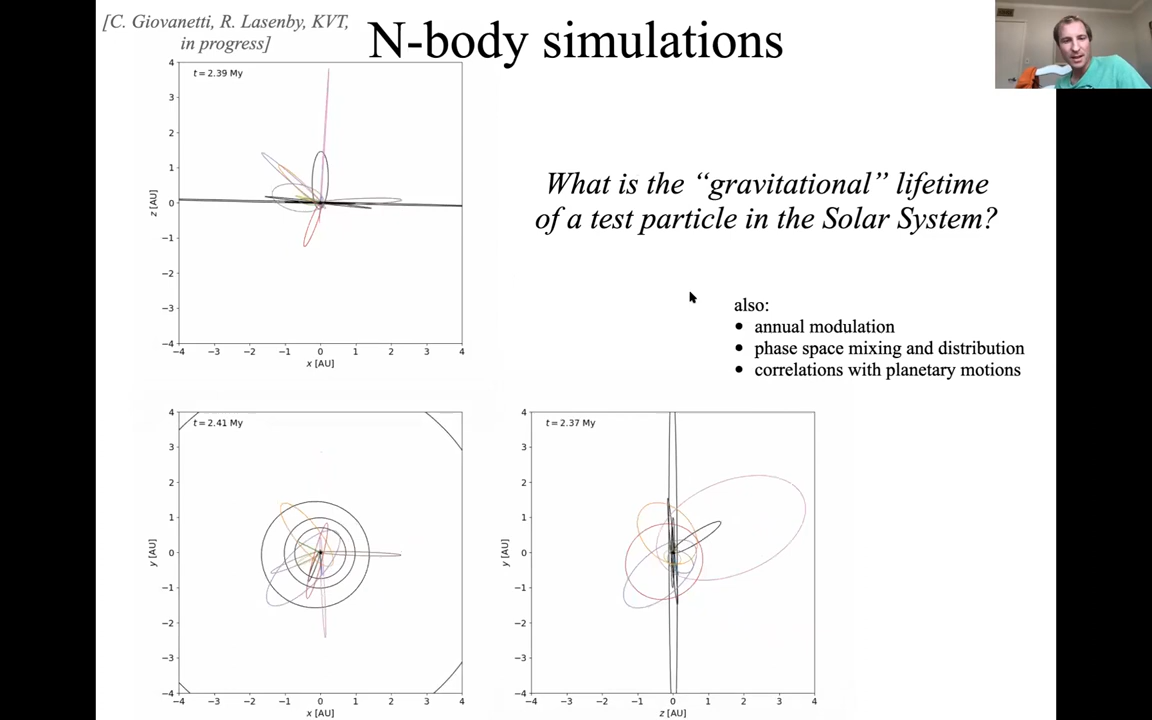 [C. Giovanetti, R. Lasenby, KVT,
in progress]
N-body simulations
t = 2.39 My
4
3
2
1
0
−1
−2
−3
−4
z [AU]
−4 −3 −2 −1 0 1 2 3 4
x [AU]
What is the “gravitational” lifetime
of a test particle in the Solar System?
also:
• annual modulation
• phase space mixing and distribution
• correlations with planetary motions
t = 2.41 My
4
3
2
1
0
−1
−2
−3
−4
y [AU]
−4 −3 −2 −1 0 1 2 3 4
x [AU]
t = 2.37 My
4
3
2
1
0
−1
−2
−3
−4
y [AU]
−4 −3 −2 −1 0 1 2 3 4
z [AU]